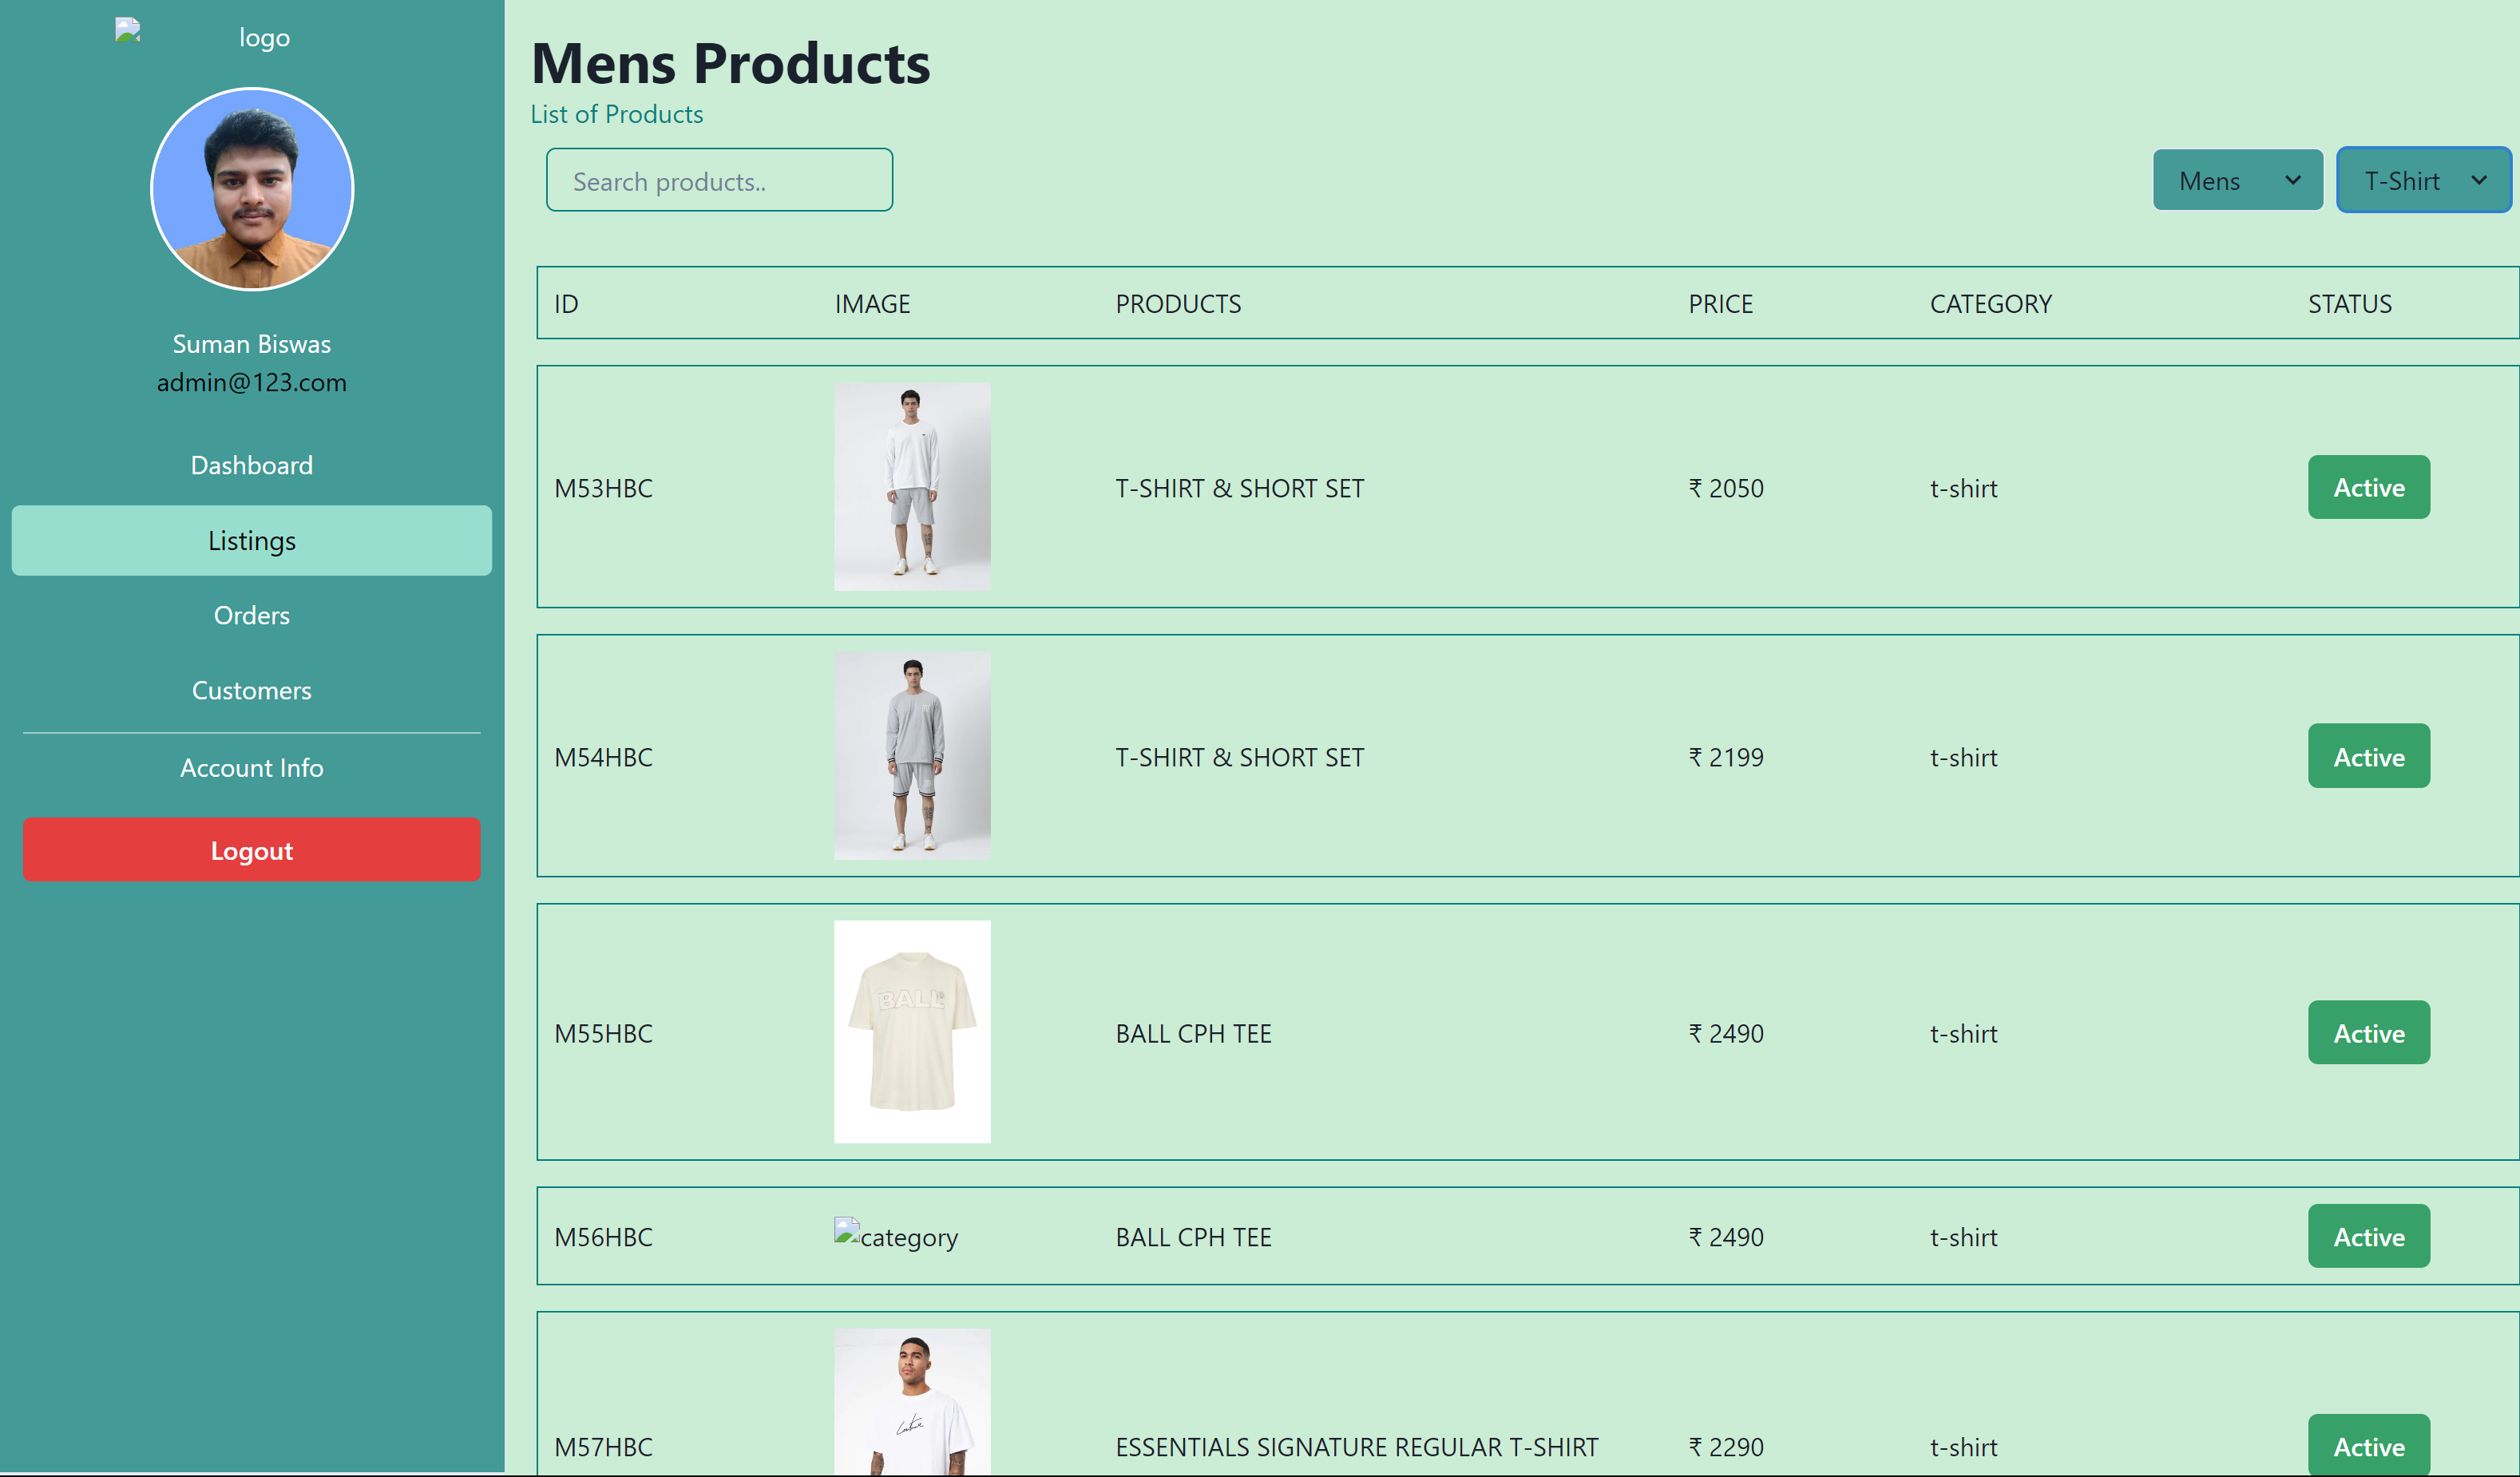 logo
Suman Biswas
admin@123.com
Dashboard
Listings
Orders
Customers
Account Info
Logout
Mens Products
List of Products
Search products..
Mens
T-Shirt
ID IMAGE PRODUCTS PRICE CATEGORY STATUS
M53HBC T-SHIRT & SHORT SET ₹ 2050 t-shirt Active
M54HBC T-SHIRT & SHORT SET ₹ 2199 t-shirt Active
BALL
M55HBC BALL CPH TEE ₹ 2490 t-shirt Active
M56HBC category BALL CPH TEE ₹ 2490 t-shirt Active
M57HBC ESSENTIALS SIGNATURE REGULAR T-SHIRT ₹ 2290 t-shirt Active